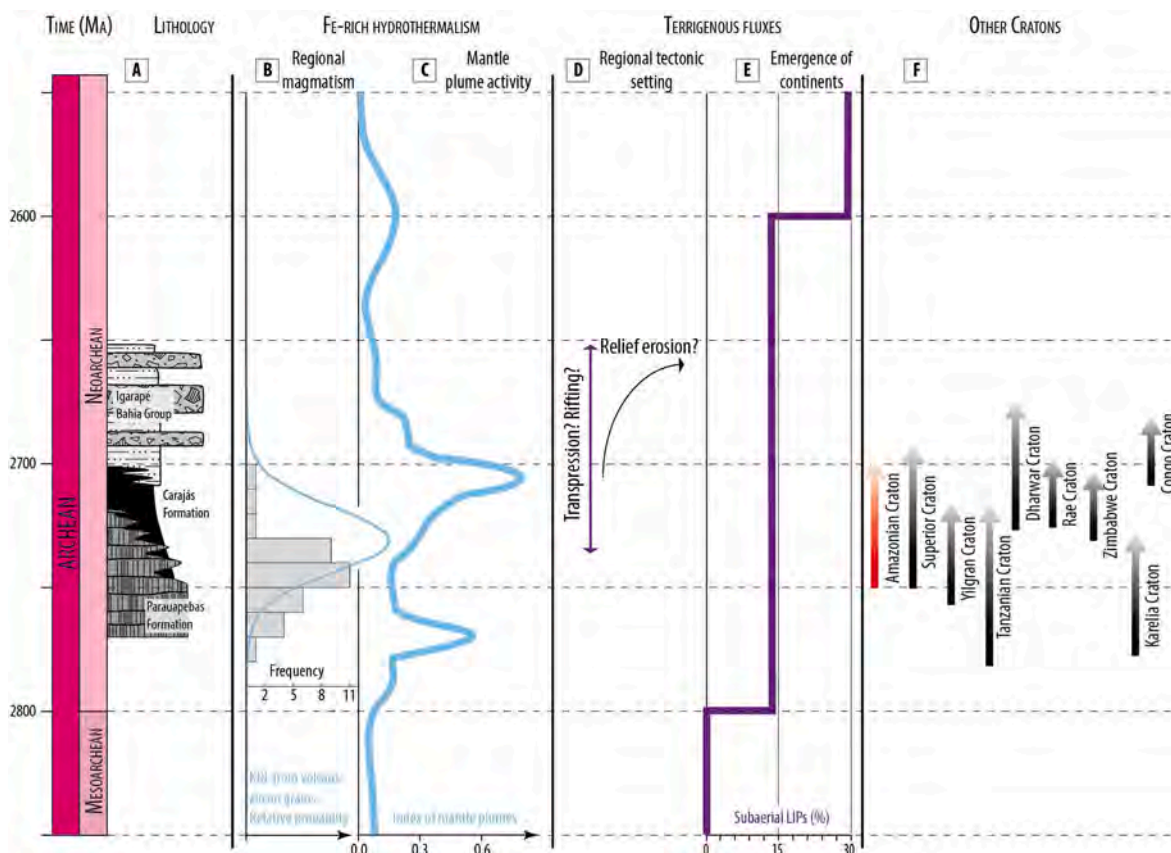 TIME (MA)
LITHOLOGY
FE-RICH HYDROTHERMALISM
TERRIGENOUS FLUXES
OTHER CRATONS
A
B
Regional
magmatism
C
Mantle
plume activity
D
Regional tectonic
setting
E
Emergence of
continents
F
2600
2700
2800
ARCHEAN
NEOARCHEAN
MESOARCHEAN
Igarapé
Bahia Group
Carajás
Formation
Parauapebas
Formation
Frequency
2 5 8 11
Relative probability
Index of mantle plumes
0.0 0.3 0.6
Transpression? Rifting?
Relief erosion?
Subaerial LIPs (%)
0 15 30
Amazonian Craton
Superior Craton
Yilgran Craton
Tanzanian Craton
Dharwar Craton
Rae Craton
Zimbabwe Craton
Karelia Craton
Congo Craton